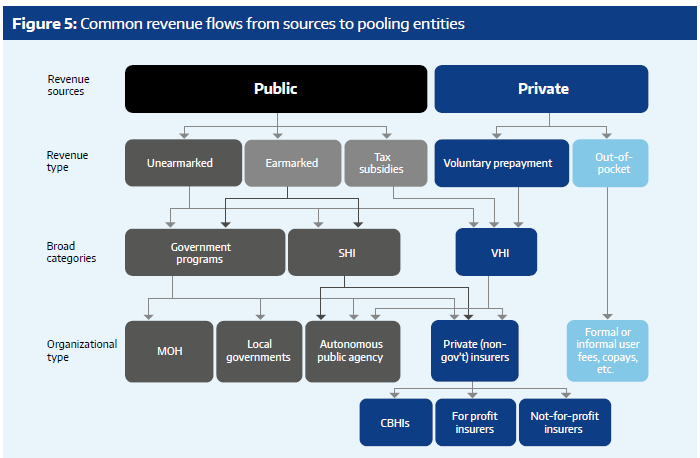 Figure 5: Common revenue flows from sources to pooling entities
Revenue
sources
Public
Private
Revenue
type
Unearmarked
Earmarked
Tax
subsidies
Voluntary prepayment
Out-of-
pocket
Broad
categories
Government
programs
SHI
VHI
Organizational
type
MOH
Local
governments
Autonomous
public agency
Private (non-
gov't) insurers
Formal or
informal user
fees, copays,
etc.
CBHIs
For profit
insurers
Not-for-profit
insurers